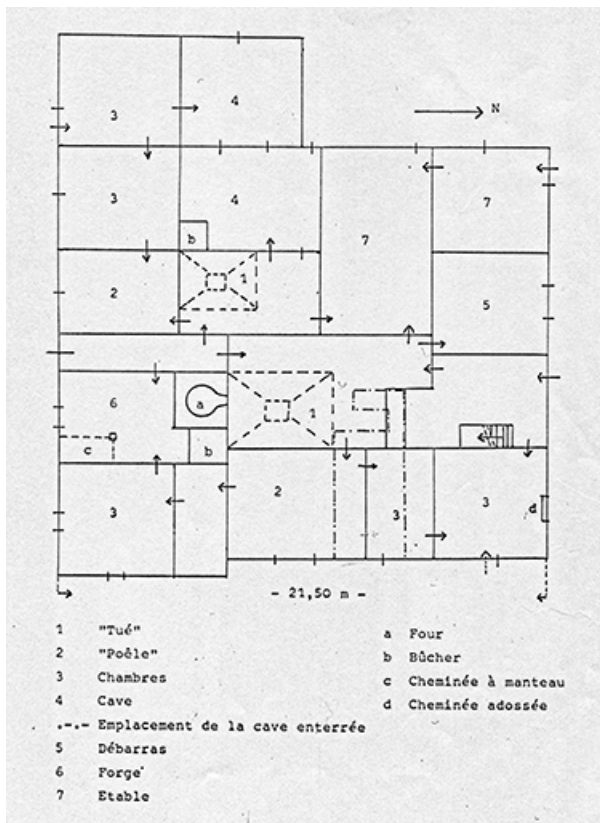 4
3
N
3
4
7
7
b
2
1
5
6
a
1
c
b
3
2
3
3
d
- 21,50 m -
1 "Tué"
2 "Poêle"
3 Chambres
4 Cave
.-.- Emplacement de la cave enterrée
5 Débarras
6 Forge
7 Etable
a Four
b Bûcher
c Cheminée à manteau
d Cheminée adossée